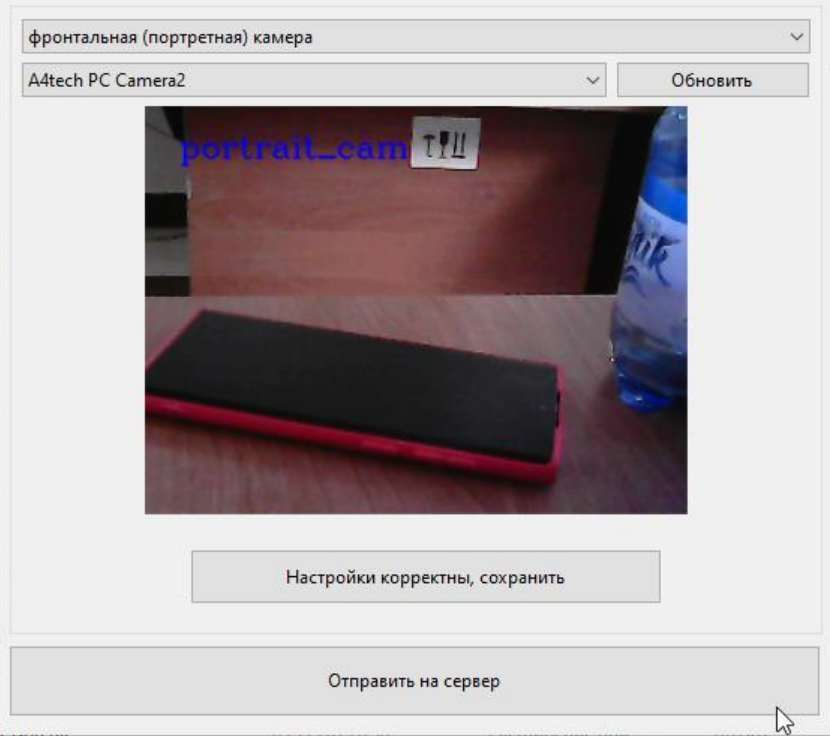 фронтальная (портретная) камера
A4tech PC Camera2
Обновить
portrait_cam
Настройки корректны, сохранить
Отправить на сервер